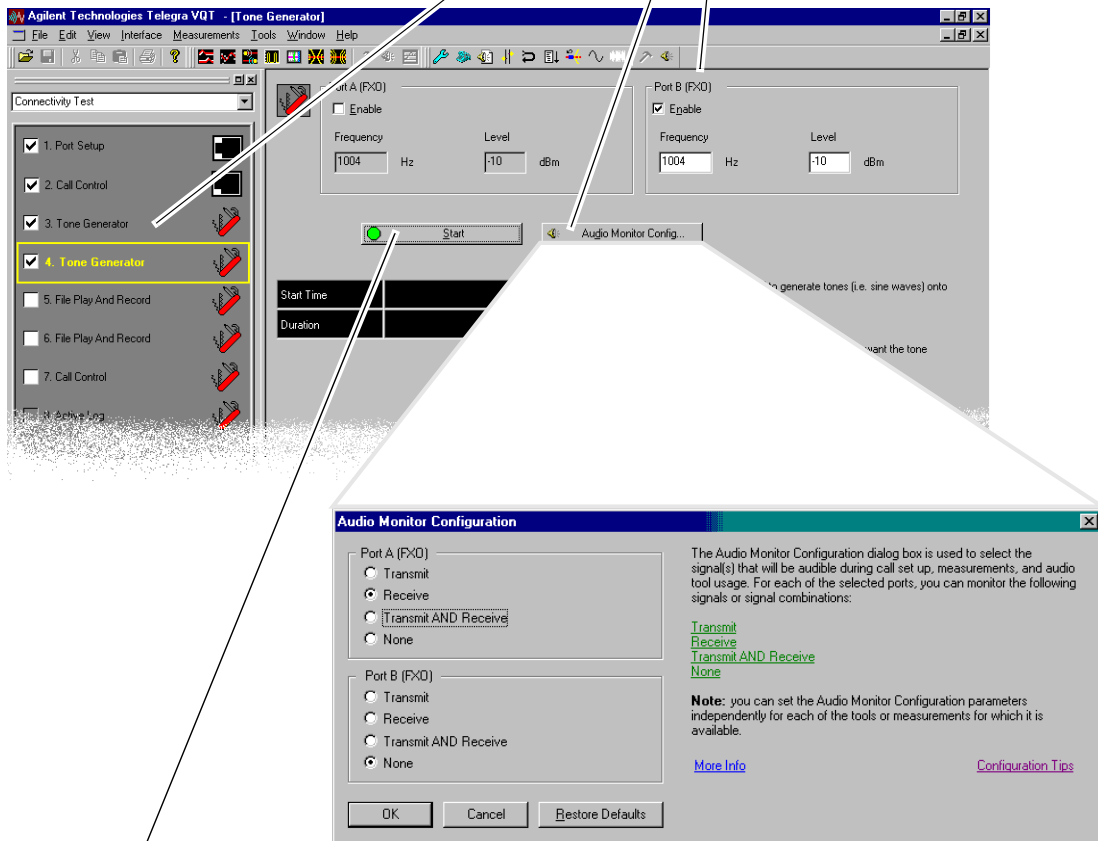 Agilent Technologies Telegra VQT - [Tone Generator]
File Edit View Interface Measurements Tools Window Help
Connectivity Test
1. Port Setup
2. Call Control
3. Tone Generator
4. Tone Generator
5. File Play And Record
6. File Play And Record
7. Call Control
8. Active Log
Port A (FXO)
Enable
Frequency Level
1004 Hz -10 dBm
Port B (FXO)
Enable
Frequency Level
1004 Hz -10 dBm
Start Audio Monitor Config...
Start Time
Duration
to generate tones (i.e. sine waves) onto
want the tone
Audio Monitor Configuration
Port A (FXO)
Transmit
Receive
Transmit AND Receive
None
Port B (FXO)
Transmit
Receive
Transmit AND Receive
None
OK Cancel Restore Defaults
The Audio Monitor Configuration dialog box is used to select the
signal(s) that will be audible during call set up, measurements, and audio
tool usage. For each of the selected ports, you can monitor the following
signals or signal combinations:
Transmit
Receive
Transmit AND Receive
None
Note: you can set the Audio Monitor Configuration parameters
independently for each of the tools or measurements for which it is
available.
More Info Configuration Tips